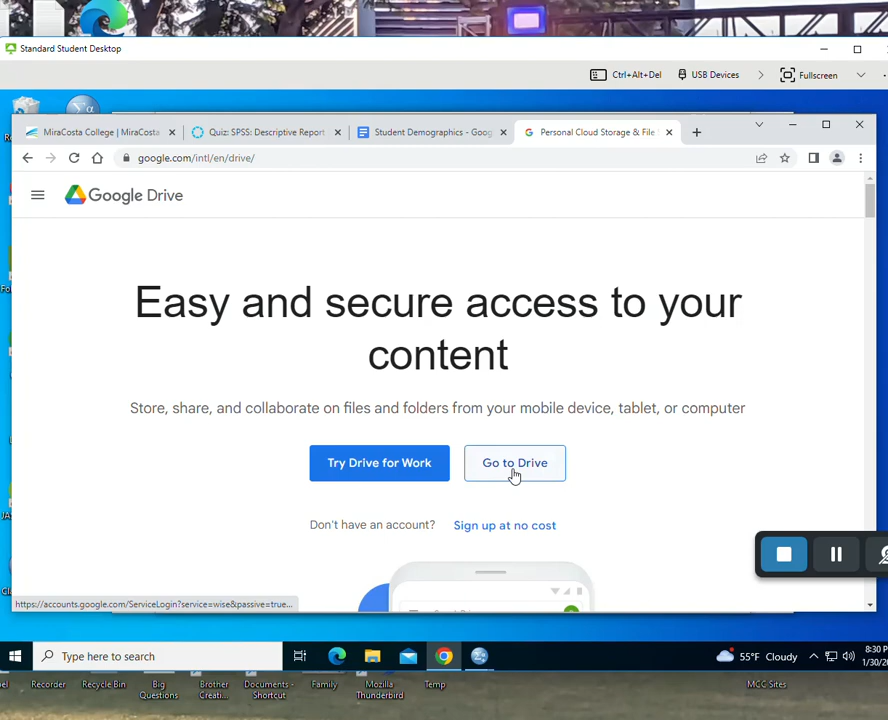 Standard Student Desktop
Ctrl+Alt+Del
USB Devices
Fullscreen
Σα
MiraCosta College | MiraCosta
Quiz: SPSS: Descriptive Report
Student Demographics - Goog
Personal Cloud Storage & File
google.com/intl/en/drive/
Google Drive
Easy and secure access to your
content
Store, share, and collaborate on files and folders from your mobile device, tablet, or computer
Try Drive for Work
Go to Drive
Don't have an account?
Sign up at no cost
https://accounts.google.com/ServiceLogin?service=wise&passive=true...
Type here to search
55°F Cloudy
8:30 P
1/30/20
Recorder
Recycle Bin
Big
Questions
Brother
Creati...
Documents -
Shortcut
Family
Mozilla
Thunderbird
Temp
MCC Sites